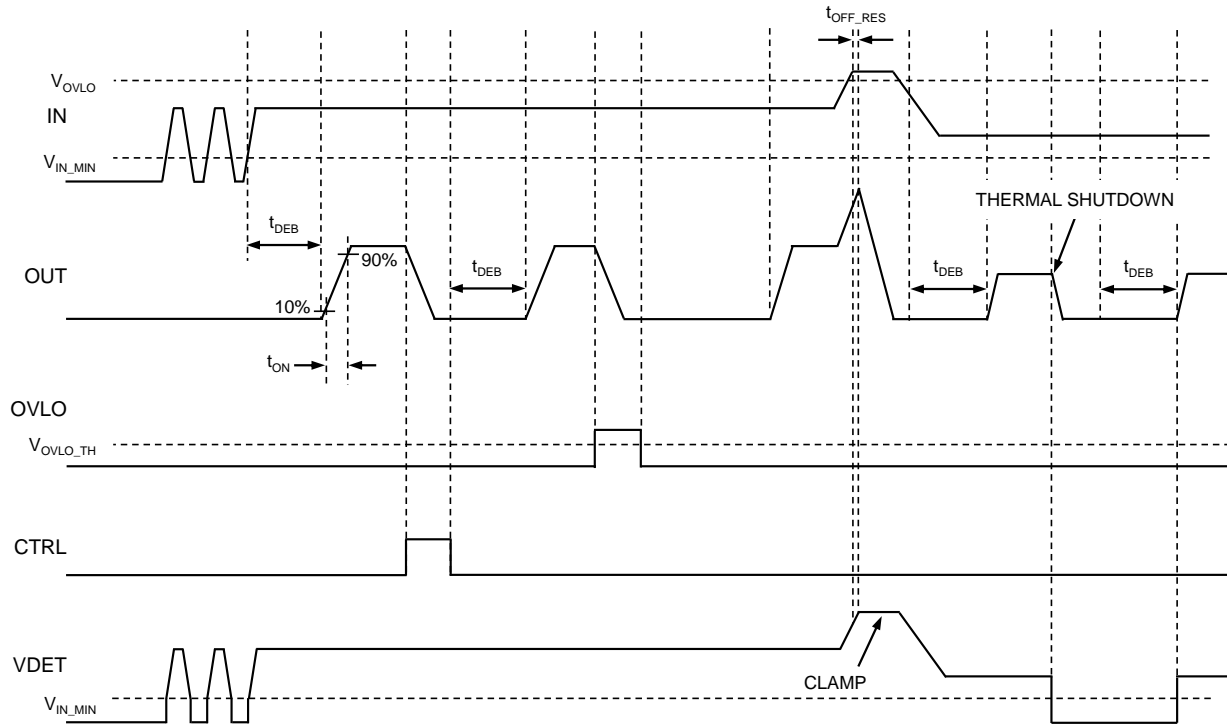 tOFF_RES
VOVLO
IN
VIN_MIN
THERMAL SHUTDOWN
tDEB
90%
OUT
tDEB
tDEB
tDEB
10%
tON
OVLO
VOVLO_TH
CTRL
VDET
CLAMP
VIN_MIN